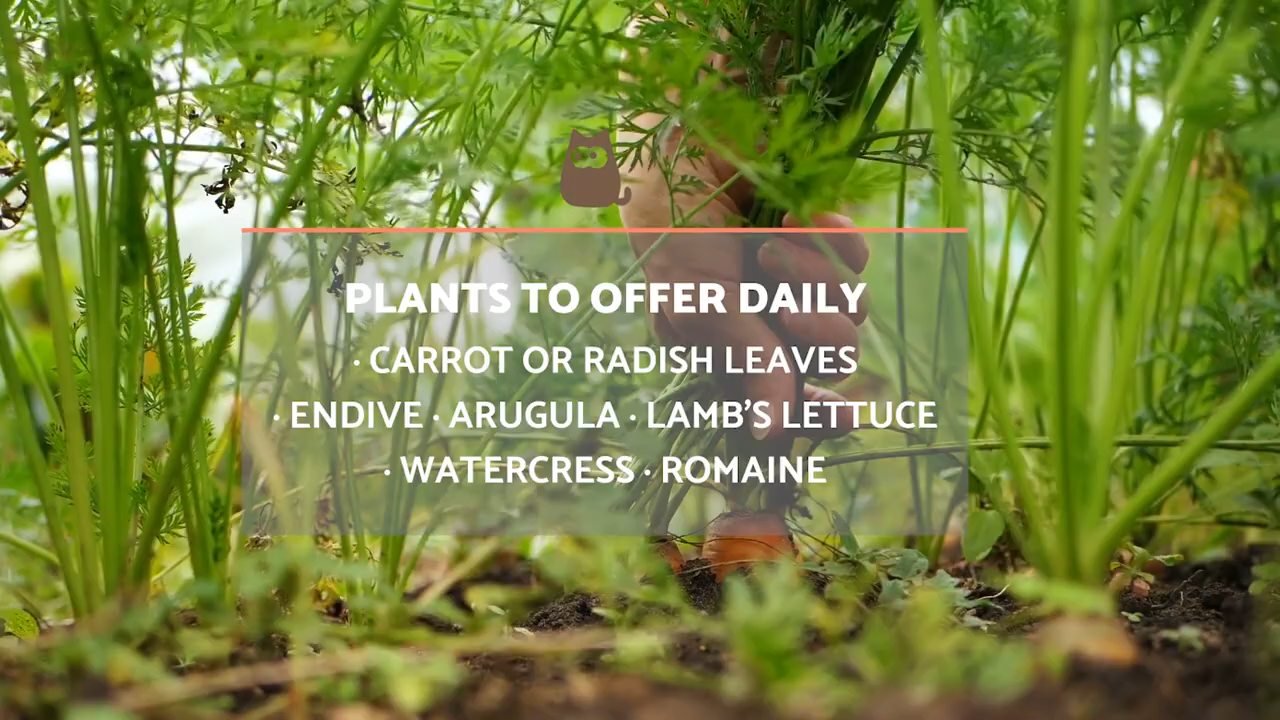 PLANTS TO OFFER DAILY
· CARROT OR RADISH LEAVES
· ENDIVE · ARUGULA · LAMB’S LETTUCE
· WATERCRESS · ROMAINE